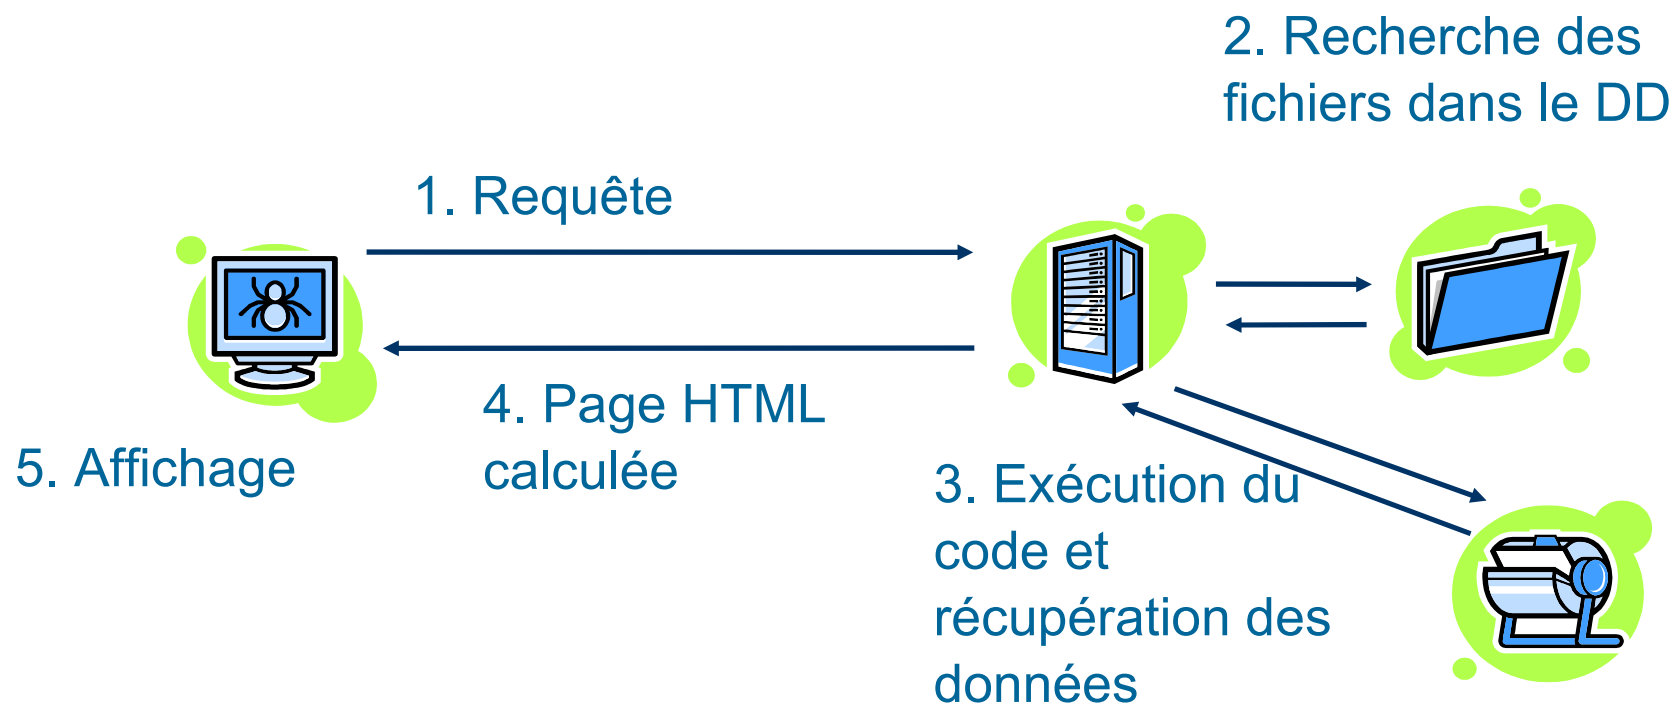 2. Recherche des
fichiers dans le DD
1. Requête
4. Page HTML
calculée
5. Affichage
3. Exécution du
code et
récupération des
données